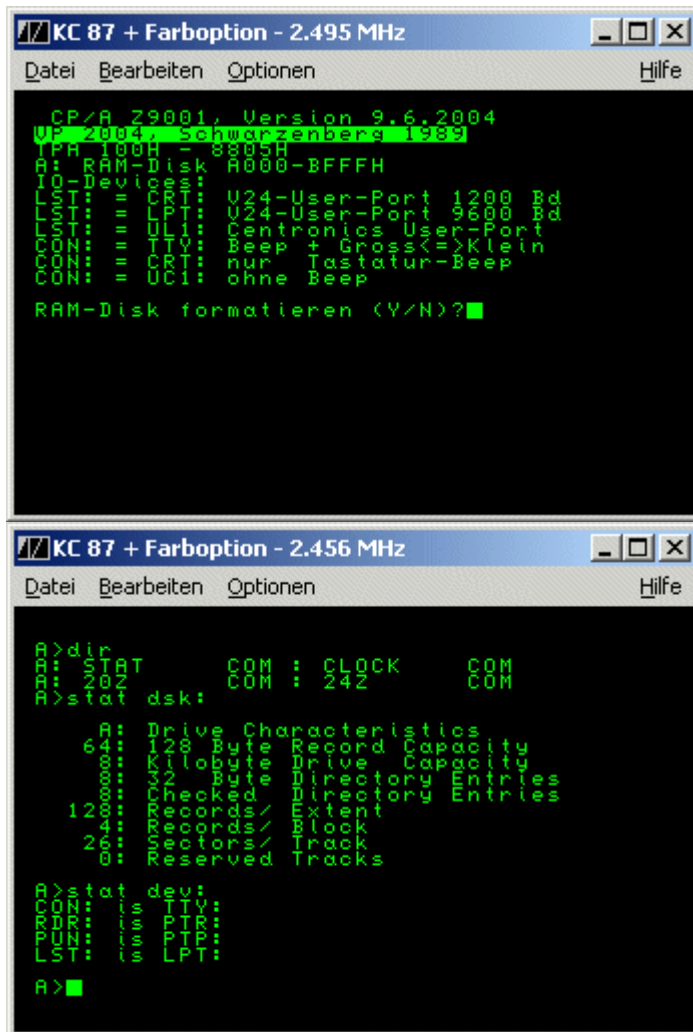 KC 87 + Farboption - 2.495 MHz
Datei Bearbeiten Optionen Hilfe
CP/A Z9001, Version 9.6.2004
VP 2004, Schwarzenberg 1989
TPA 100H - 8805H
A: RAM-Disk A000-BFFFH
IO-Devices:
LST: = CRT: V24-User-Port 1200 Bd
LST: = LPT: V24-User-Port 9600 Bd
LST: = UL1: Centronics User-Port
CON: = TTY: Beep + Gross<=>Klein
CON: = CRT: nur Tastatur-Beep
CON: = UC1: ohne Beep
RAM-Disk formatieren (Y/N)?
KC 87 + Farboption - 2.456 MHz
Datei Bearbeiten Optionen Hilfe
A>dir
A: STAT COM : CLOCK COM
A: 20Z COM : 24Z COM
A>stat dsk:
A: Drive Characteristics
64: 128 Byte Record Capacity
8: Kilobyte Drive Capacity
8: 32 Byte Directory Entries
8: Checked Directory Entries
128: Records/ Extent
4: Records/ Block
26: Sectors/ Track
0: Reserved Tracks
A>stat dev:
CON: is TTY:
RDR: is PTR:
PUN: is PTP:
LST: is LPT:
A>